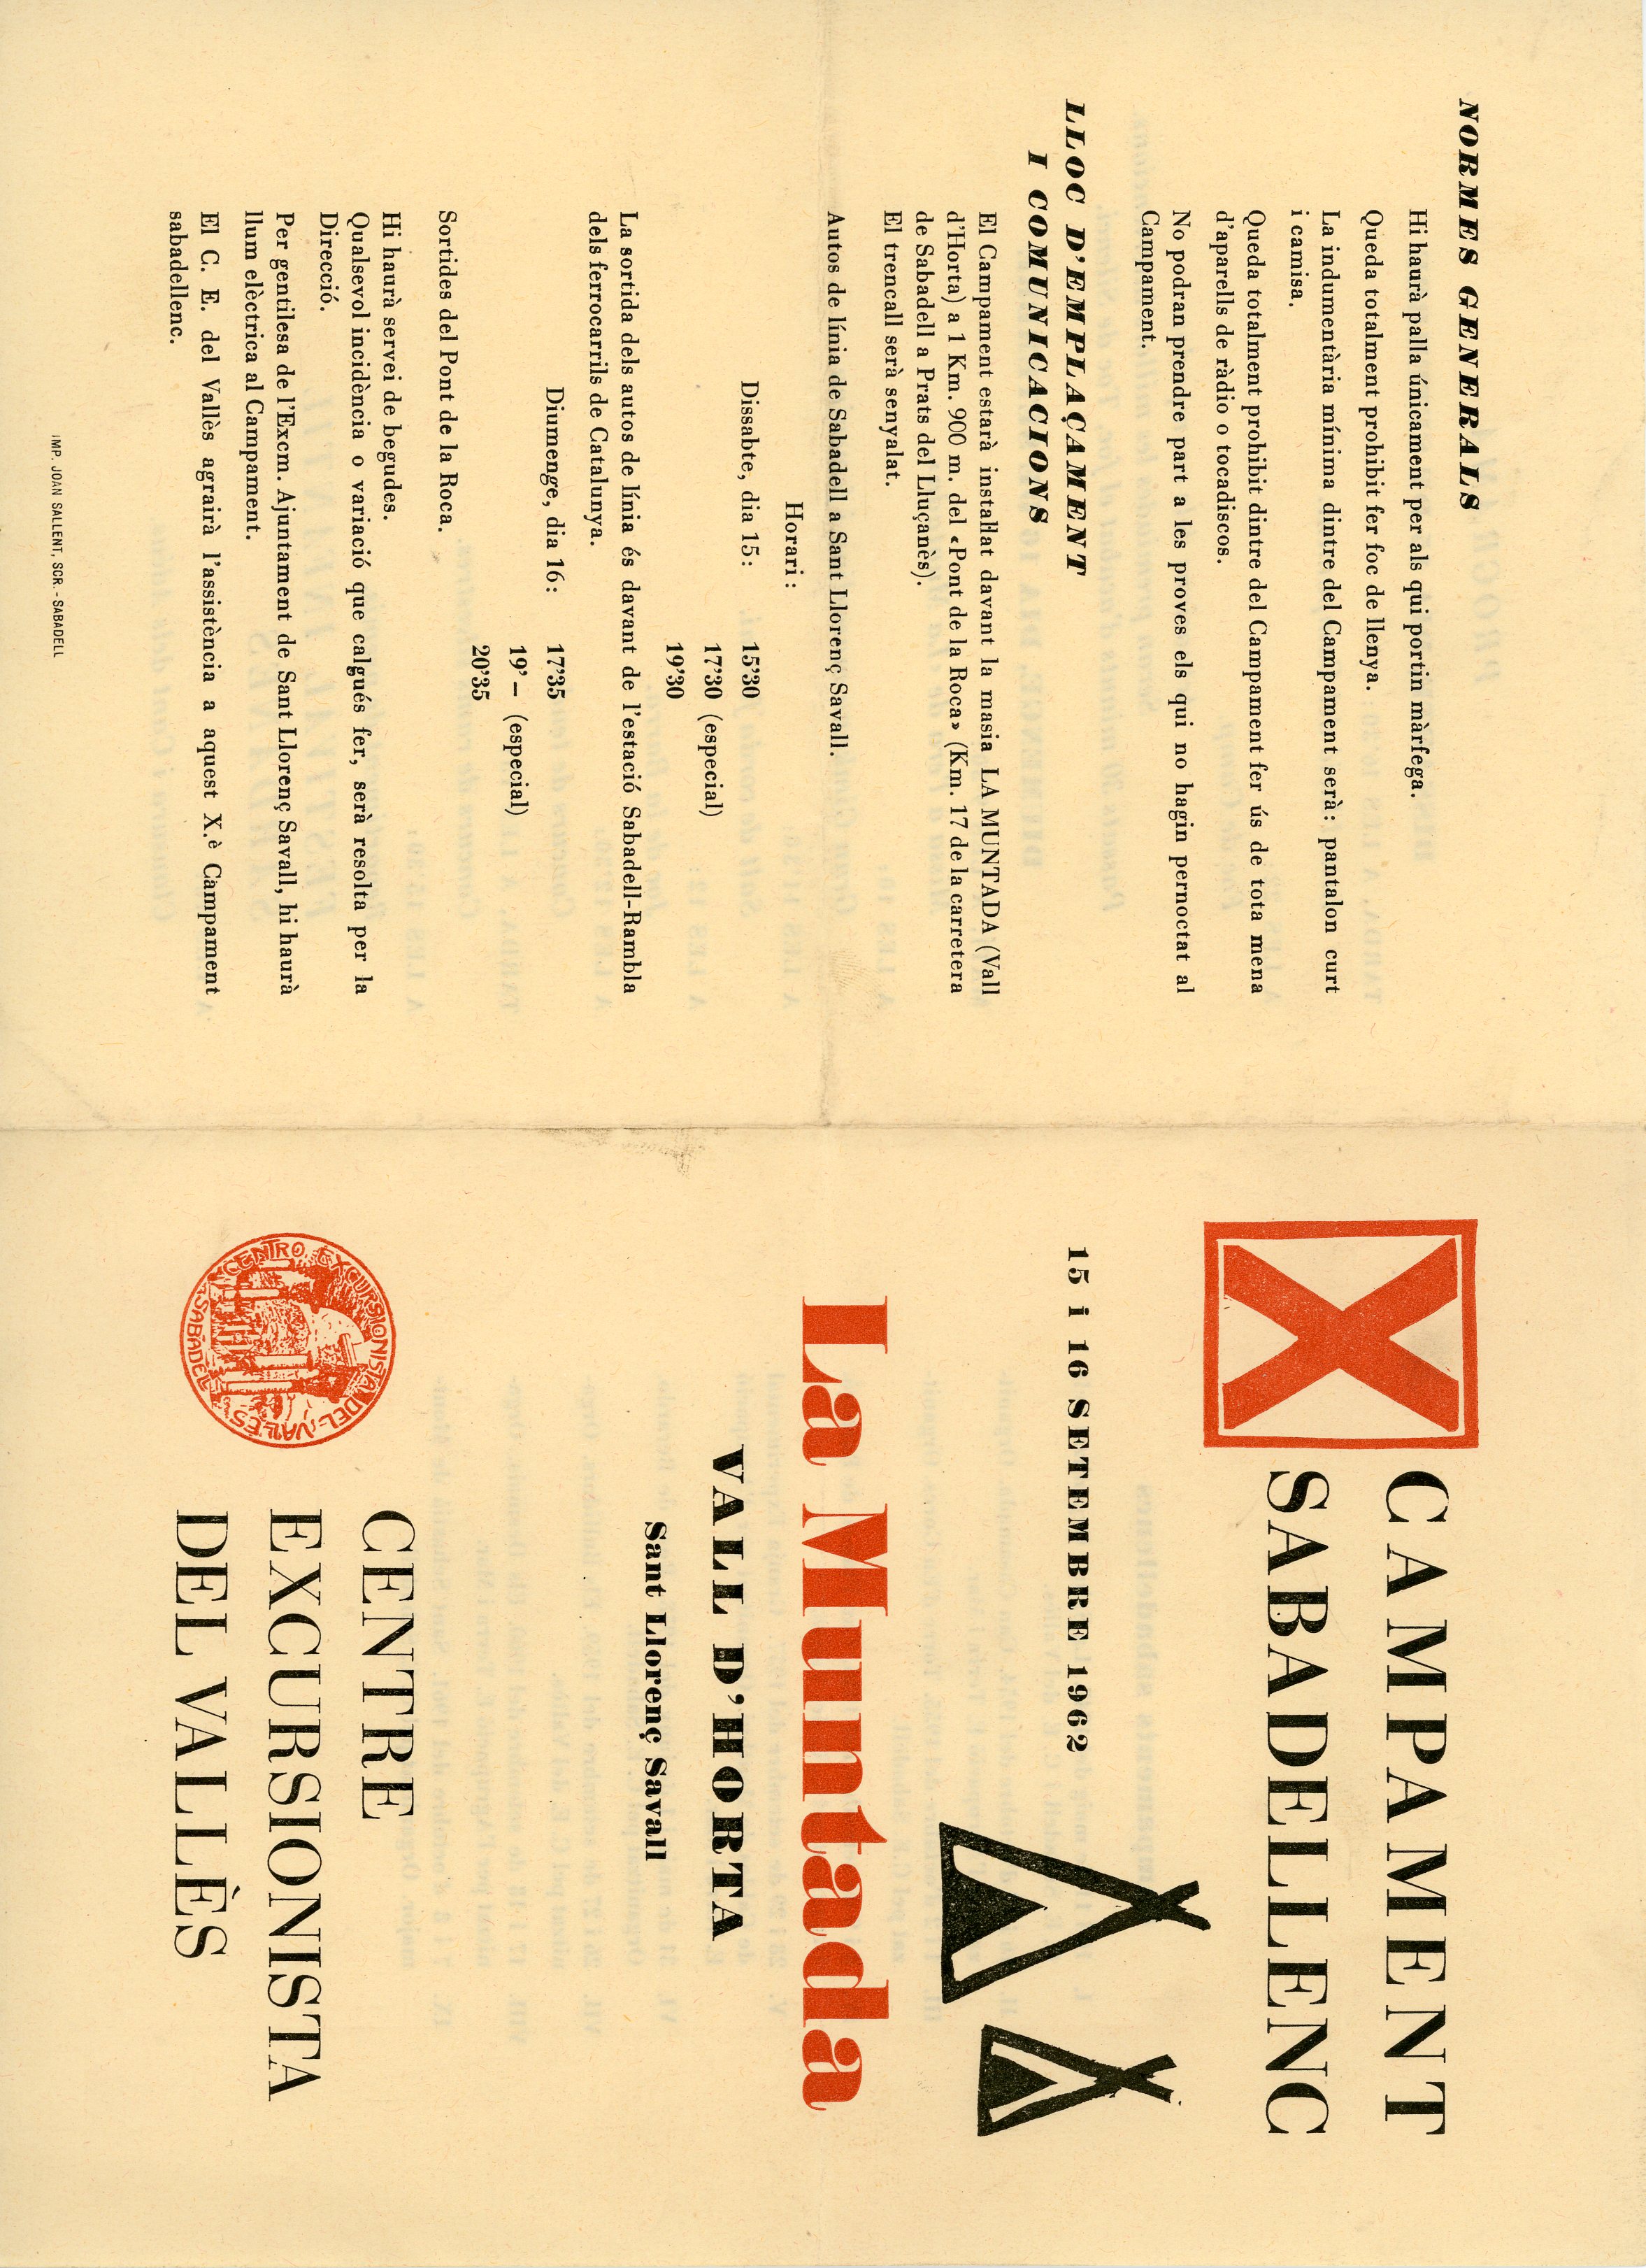 NORMES GENERALS
Hi haurà palla únicament per als qui portin màrfega.
Queda totalment prohibit fer foc de llenya.
La indumentària mínima dintre del Campament serà: pantalon curt
i camisa.
Queda totalment prohibit dintre del Campament fer ús de tota mena
d'aparells de ràdio o tocadiscos.
No podran prendre part a les proves els qui no hagin pernoctat al
Campament.
LLOC D'EMPLAÇAMENT
I COMUNICACIONS
El Campament estarà instal·lat davant la masia LA MUNTADA (Vall
d'Horta) a 1 Km. 900 m. del «Pont de la Roca» (Km. 17 de la carretera
de Sabadell a Prats del Lluçanès).
El trencall serà senyalat.
Autos de línia de Sabadell a Sant Llorenç Savall.
Horari:
Dissabte, dia 15: 15'30
17'30 (especial)
19'30
La sortida dels autos de línia és davant de l'estació Sabadell-Rambla
dels ferrocarrils de Catalunya.
Diumenge, dia 16: 17'35
19'— (especial)
20'35
Sortides del Pont de la Roca.
Hi haurà servei de begudes.
Qualsevol incidència o variació que calgués fer, serà resolta per la
Direcció.
Per gentilesa de l'Excm. Ajuntament de Sant Llorenç Savall, hi haurà
llum elèctrica al Campament.
El C. E. del Vallès agrairà l'assistència a aquest X.è Campament
sabadellenc.
IMP. JOAN SALLENT, SCR. - SABADELL
X CAMPAMENT
SABADELLENC
15 i 16 SETEMBRE 1962
La Muntada
VALL D'HORTA
Sant Llorenç Savall
CENTRO EXCURSIONISTA DEL VALLÈS
SABADELL
CENTRE
EXCURSIONISTA
DEL VALLÈS